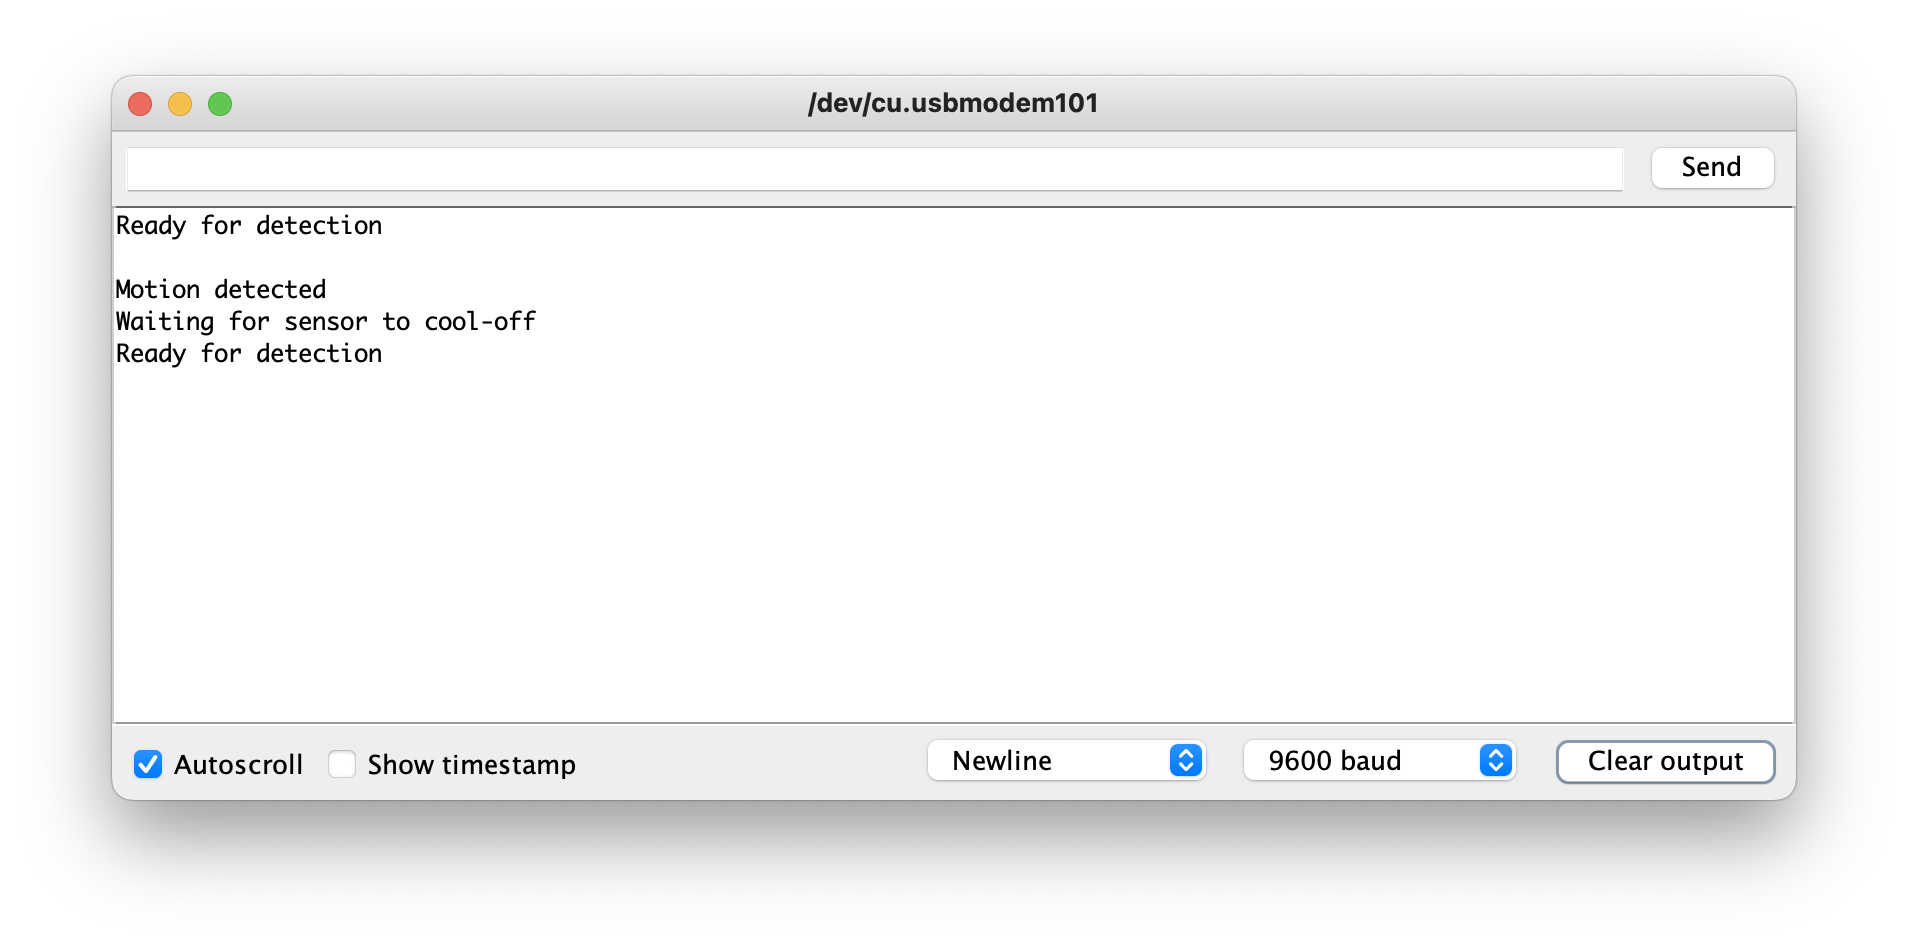 /dev/cu.usbmodem101
Send
Ready for detection
Motion detected
Waiting for sensor to cool-off
Ready for detection
Autoscroll Show timestamp Newline 9600 baud Clear output